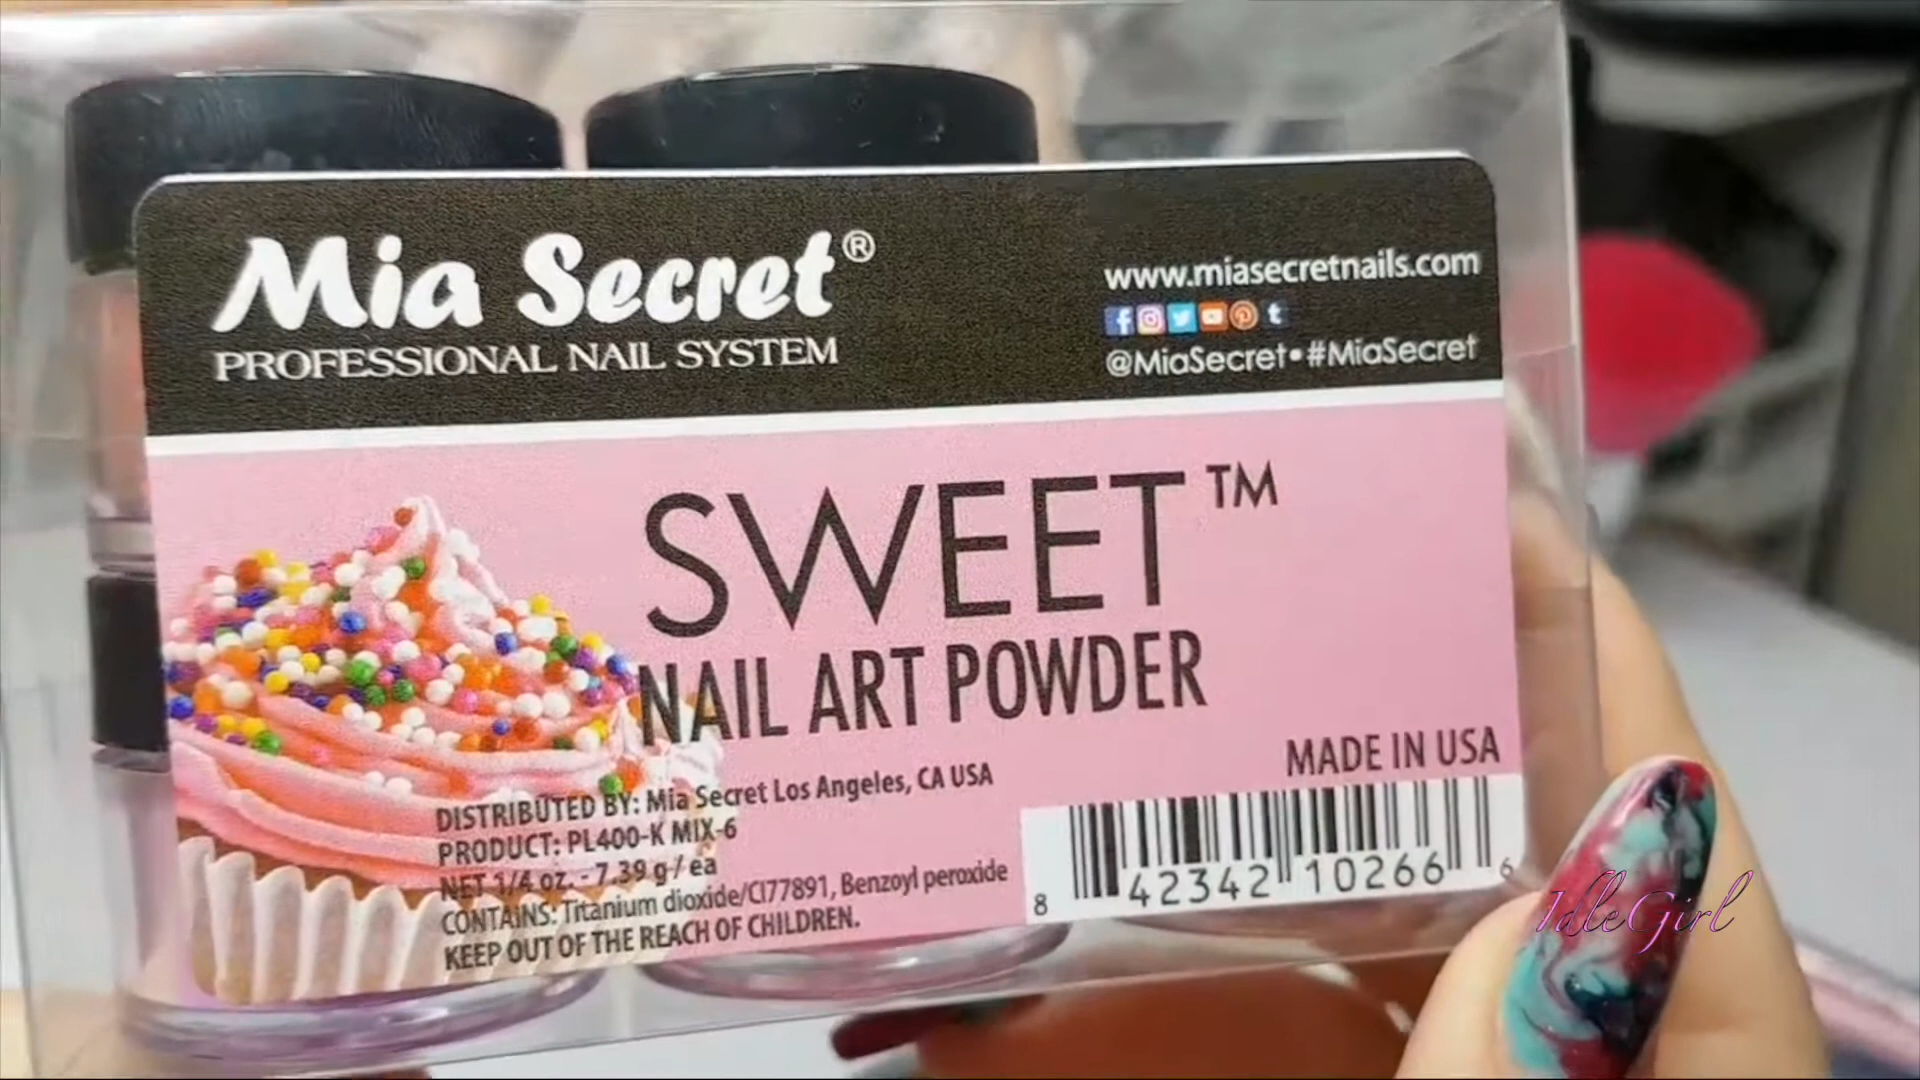 Mia Secret®
PROFESSIONAL NAIL SYSTEM
www.miasecretnails.com
@MiaSecret•#MiaSecret
SWEET™
NAIL ART POWDER
MADE IN USA
DISTRIBUTED BY: Mia Secret Los Angeles, CA USA
PRODUCT: PL400-K MIX-6
NET 1/4 oz. - 7.39 g/ea
CONTAINS: Titanium dioxide/CI77891, Benzoyl peroxide
KEEP OUT OF THE REACH OF CHILDREN.
8 42342 10266 6
IdleGirl